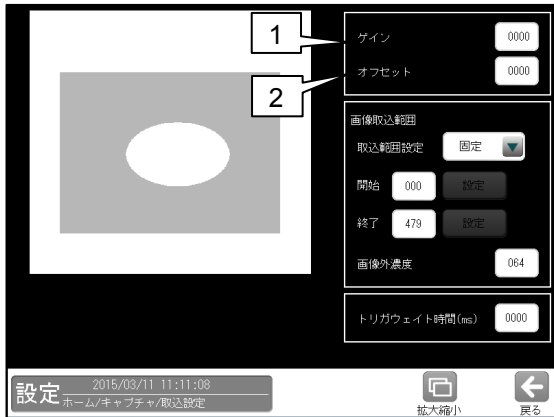 1
ゲイン 0000
2
オフセット 0000
画像取込範囲
取込範囲設定 固定
開始 000 設定
終了 479 設定
画像外濃度 064
トリガウェイト時間(ms) 0000
設定 2015/03/11 11:11:08
ホーム/キャプチャ/取込設定
拡大縮小 戻る